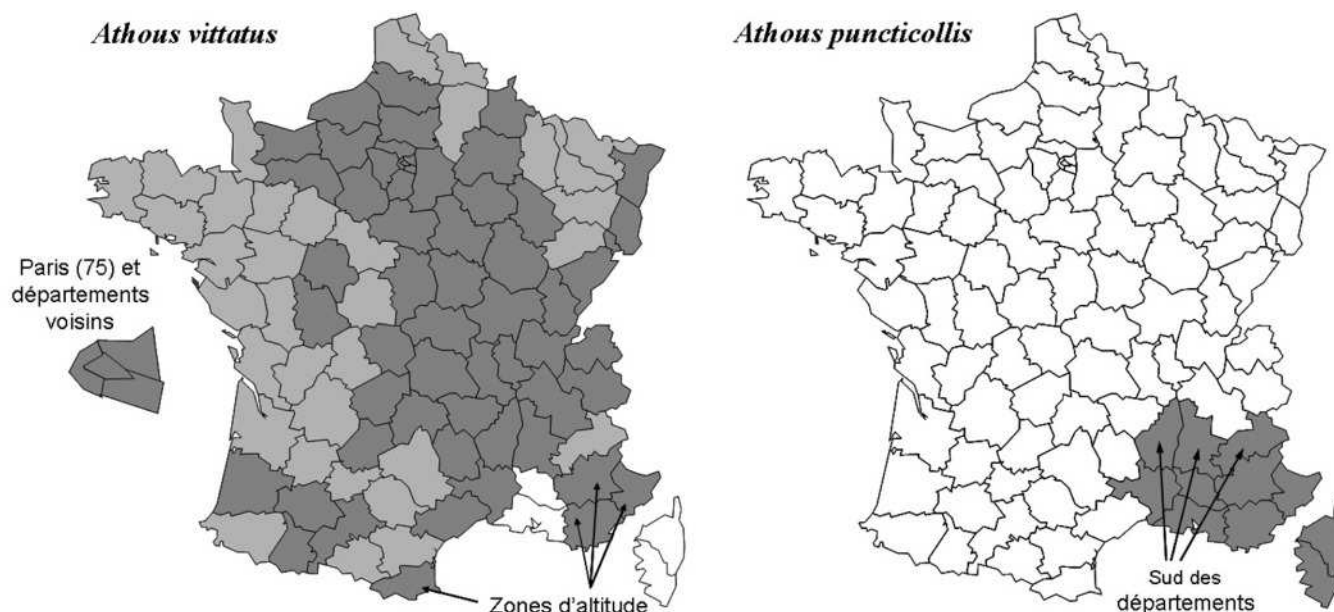 Athous vittatus
Athous puncticollis
Paris (75) et
départements
voisins
Zones d'altitude
Sud des
départements